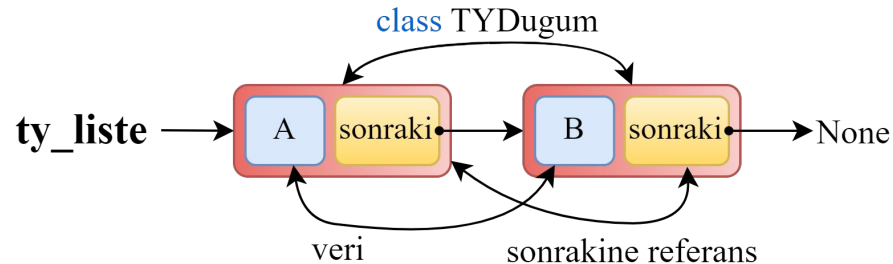 class TYDugum
ty_liste
A
sonraki
B
sonraki
None
veri
sonrakine referans